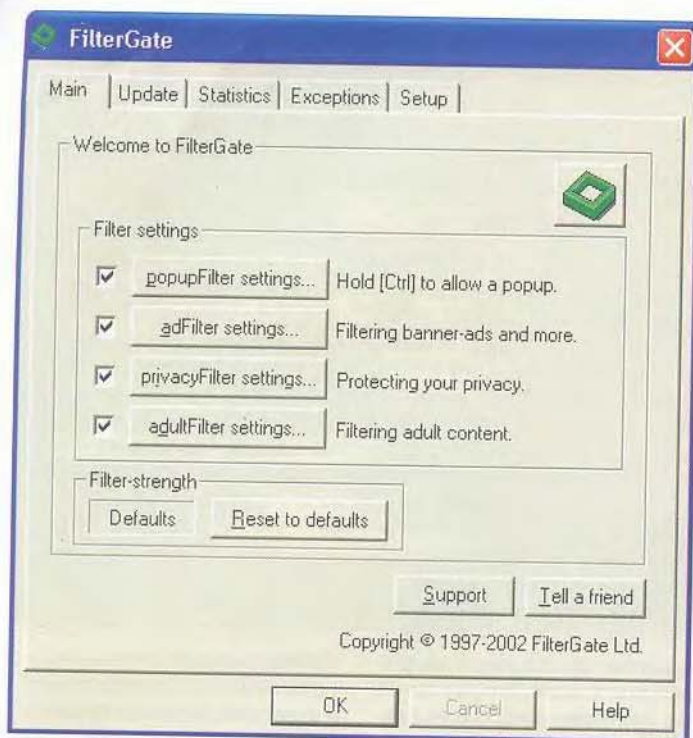 FilterGate
Main Update Statistics Exceptions Setup
Welcome to FilterGate
Filter settings
popupFilter settings... Hold [Ctrl] to allow a popup.
adFilter settings... Filtering banner-ads and more.
privacyFilter settings... Protecting your privacy.
adultFilter settings... Filtering adult content.
Filter-strength
Defaults Reset to defaults
Support Tell a friend
Copyright © 1997-2002 FilterGate Ltd.
OK Cancel Help